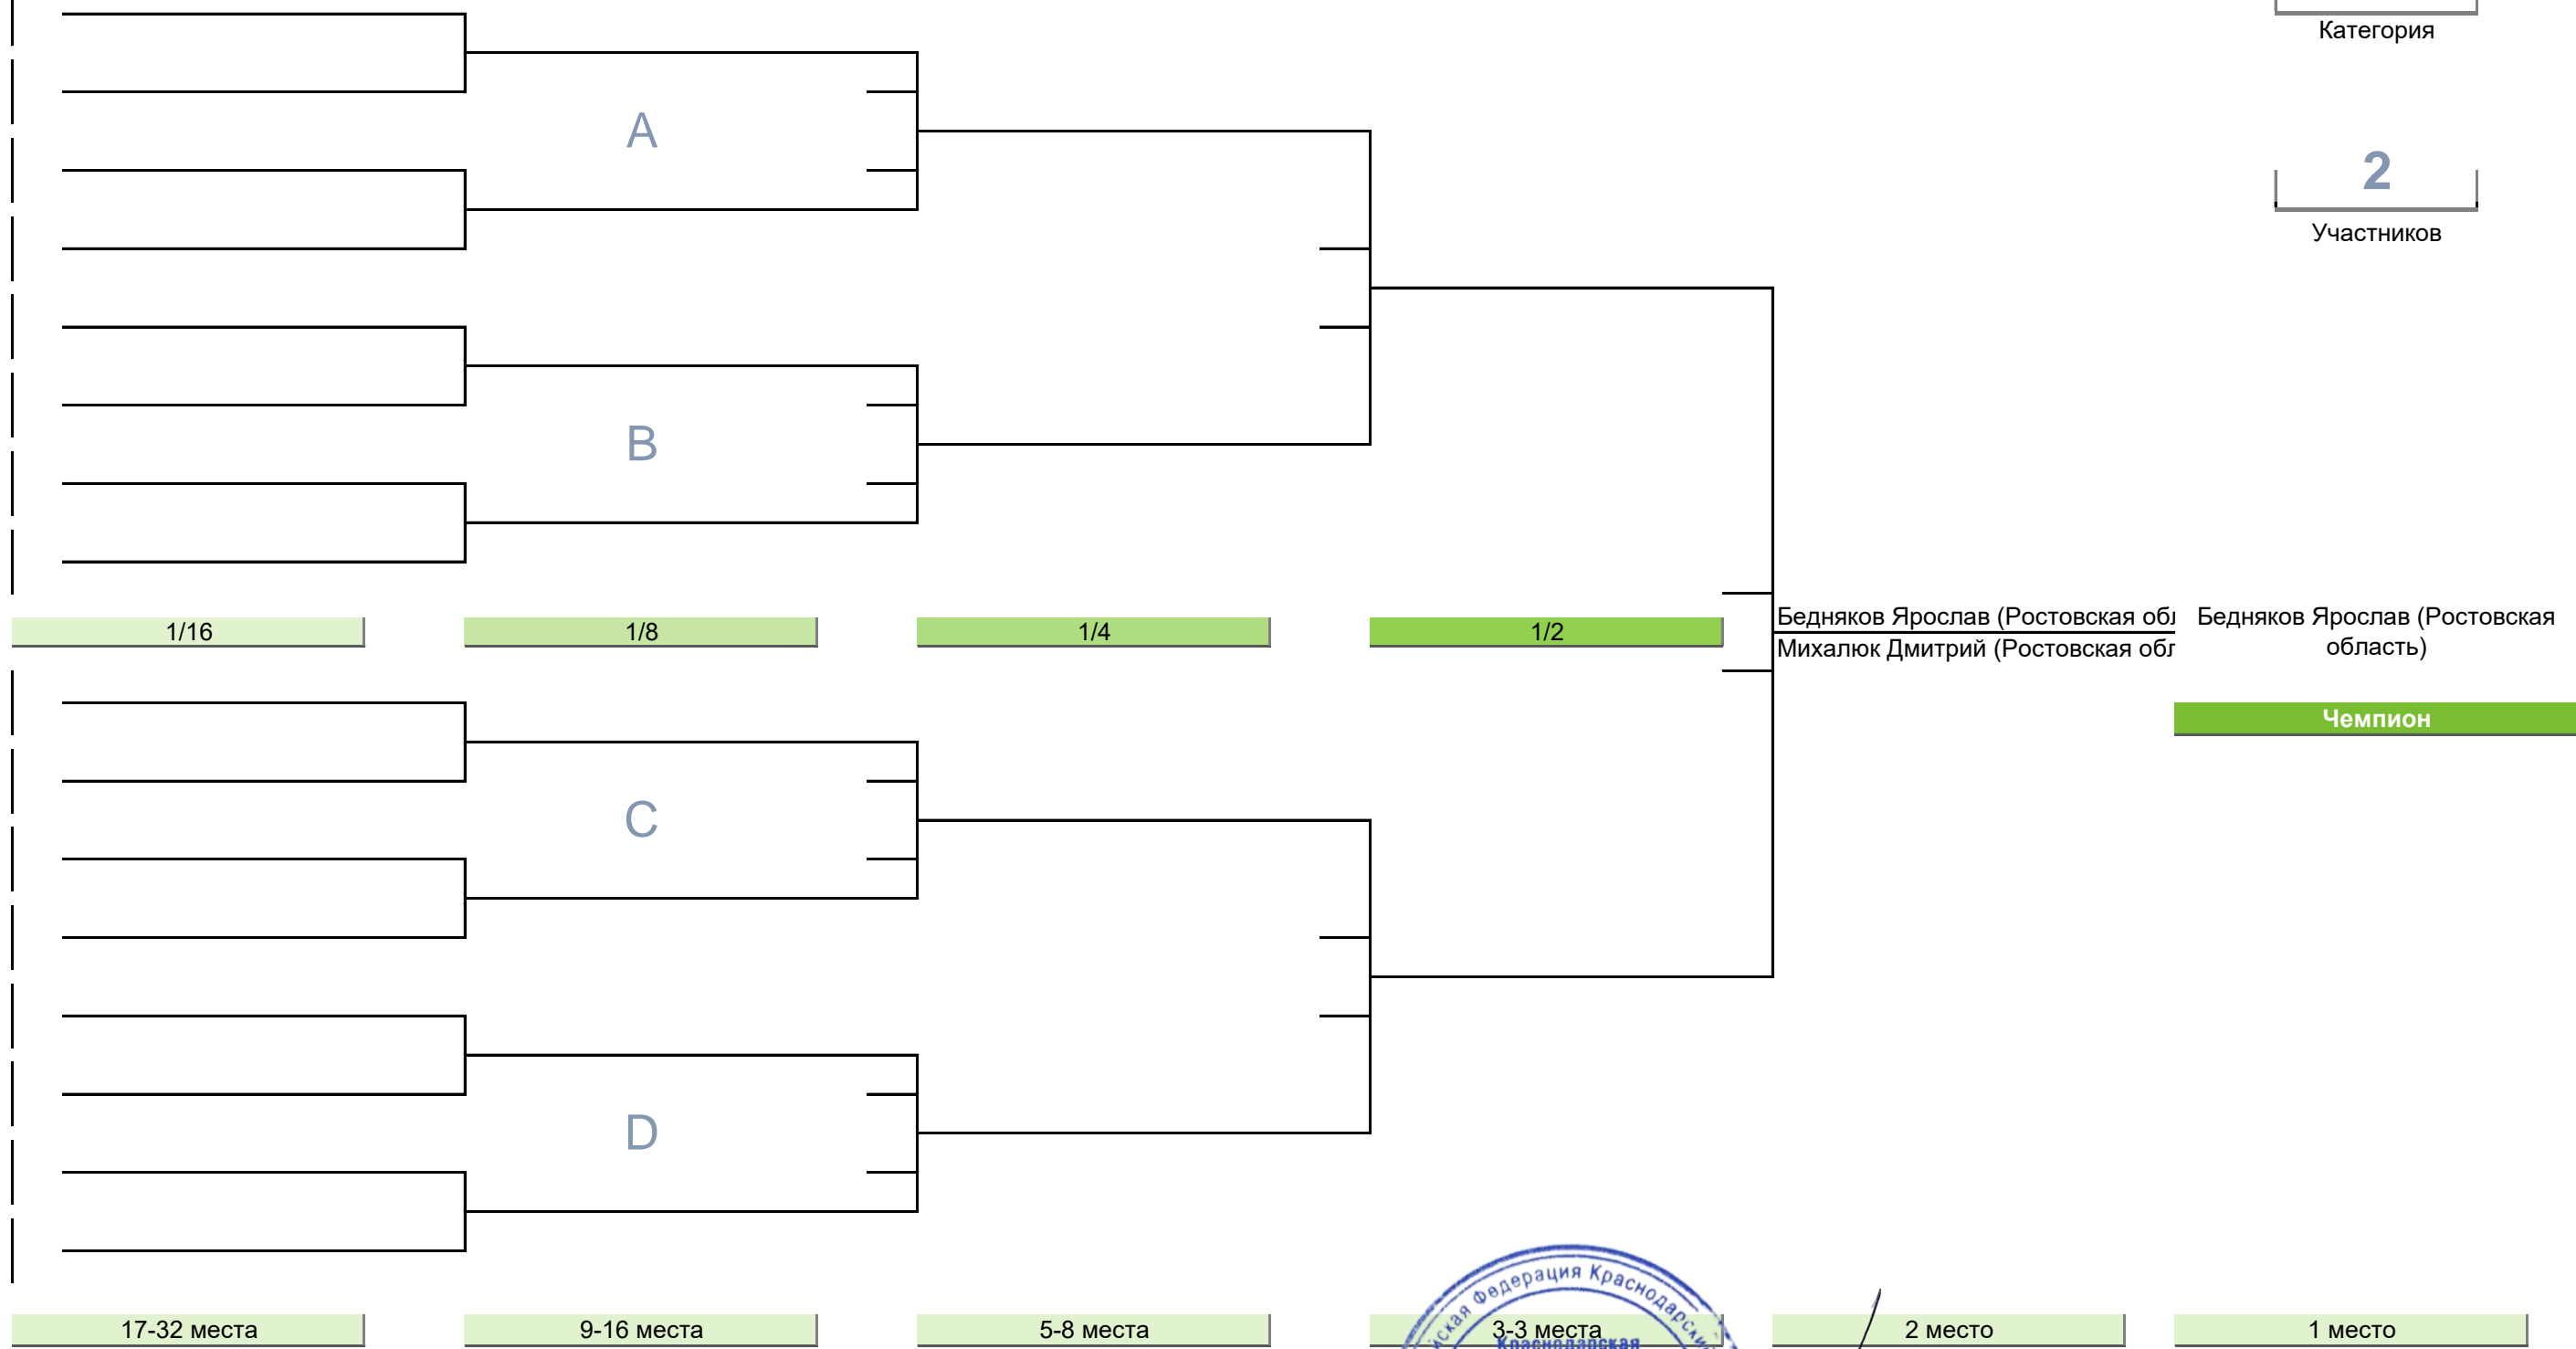 Категория
A
2
Участников
B
1/16
1/8
1/4
1/2
Бедняков Ярослав (Ростовская обл
Михалюк Дмитрий (Ростовская обл
Бедняков Ярослав (Ростовская
область)
Чемпион
C
D
Федерация Краснодарск
Краснодарская
17-32 места
9-16 места
5-8 места
3-3 места
2 место
1 место